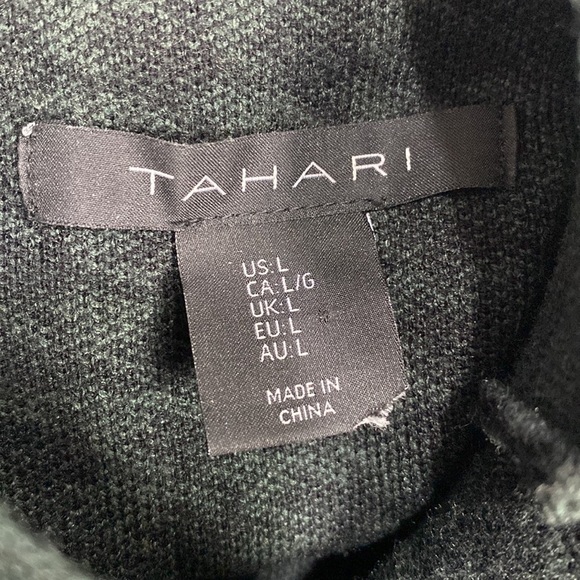 TAHARI
US:L
CA:L/G
UK:L
EU:L
AU:L
MADE IN
CHINA